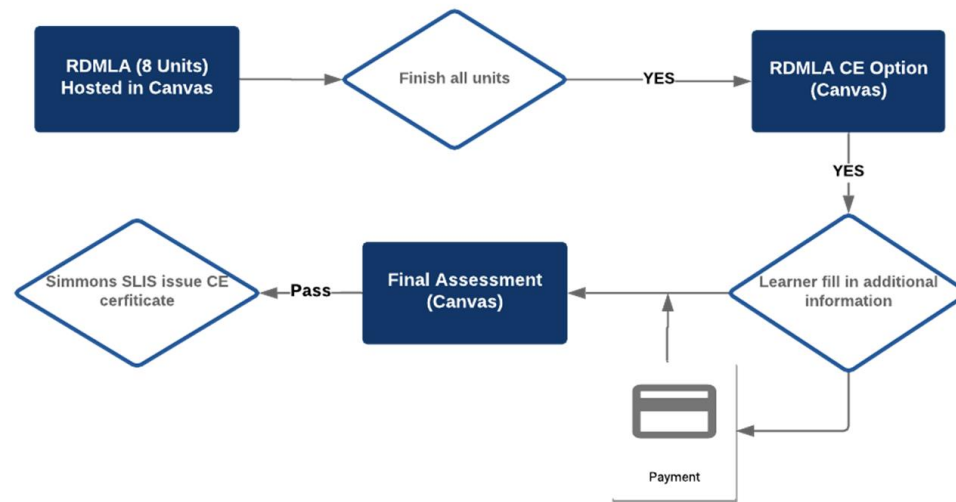 RDMLA (8 Units)
Hosted in Canvas
Finish all units
YES
RDMLA CE Option
(Canvas)
YES
Learner fill in additional
information
Payment
Final Assessment
(Canvas)
Pass
Simmons SLIS issue CE
cerfiticate